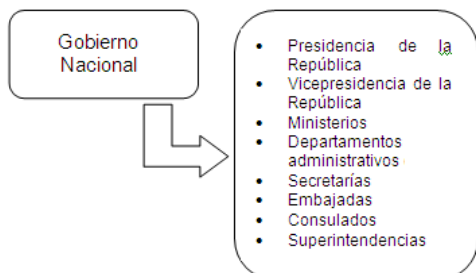 Gobierno
Nacional
• Presidencia de la
República
• Vicepresidencia de la
República
• Ministerios
• Departamentos
administrativos
• Secretarías
• Embajadas
• Consulados
• Superintendencias